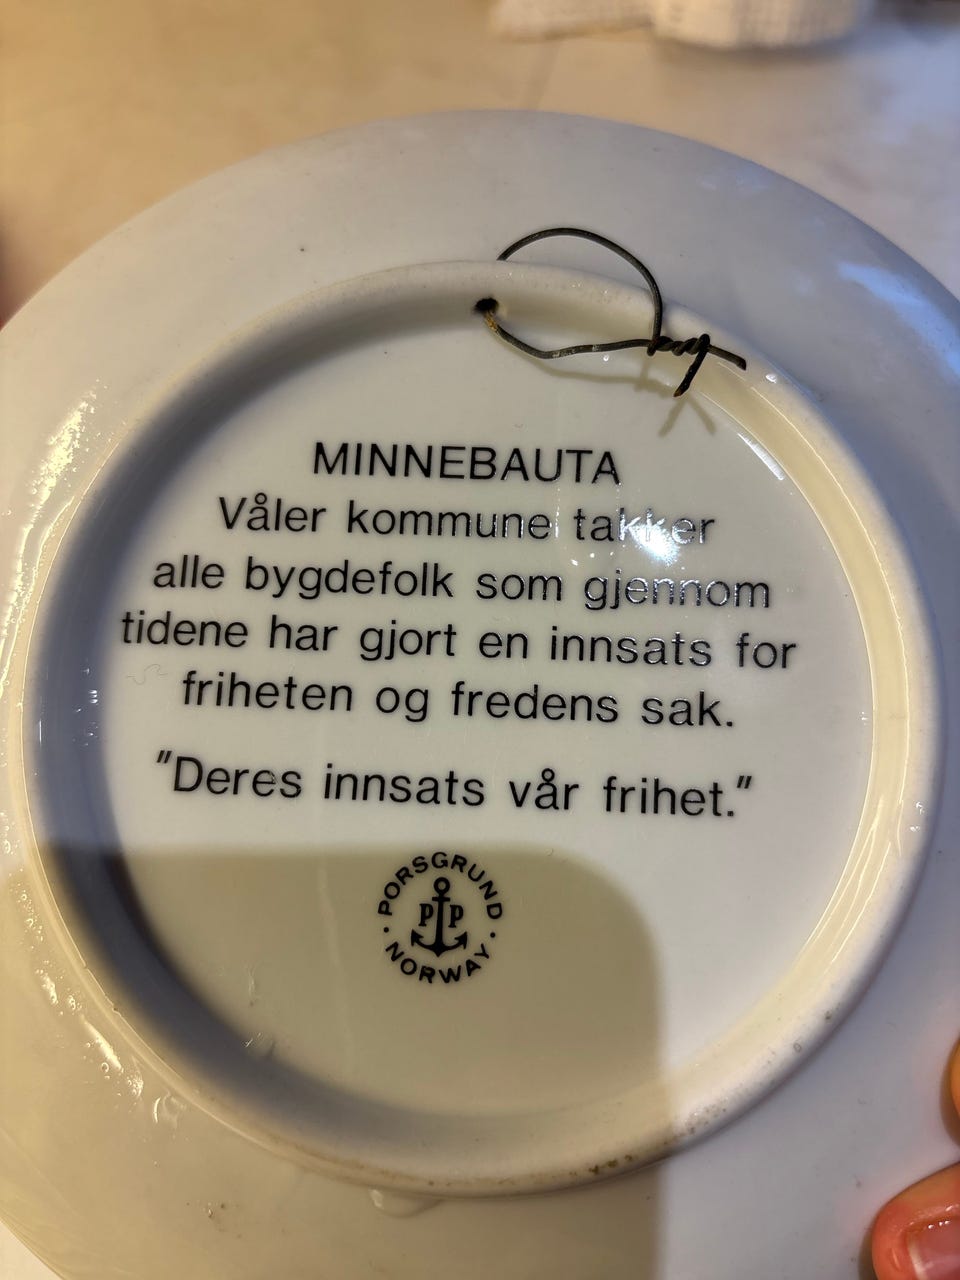 MINNEBAUTA
Våler kommune takker
alle bygdefolk som gjennom
tidene har gjort en innsats for
friheten og fredens sak.
"Deres innsats vår frihet."
PORSGRUND
P P
NORWAY